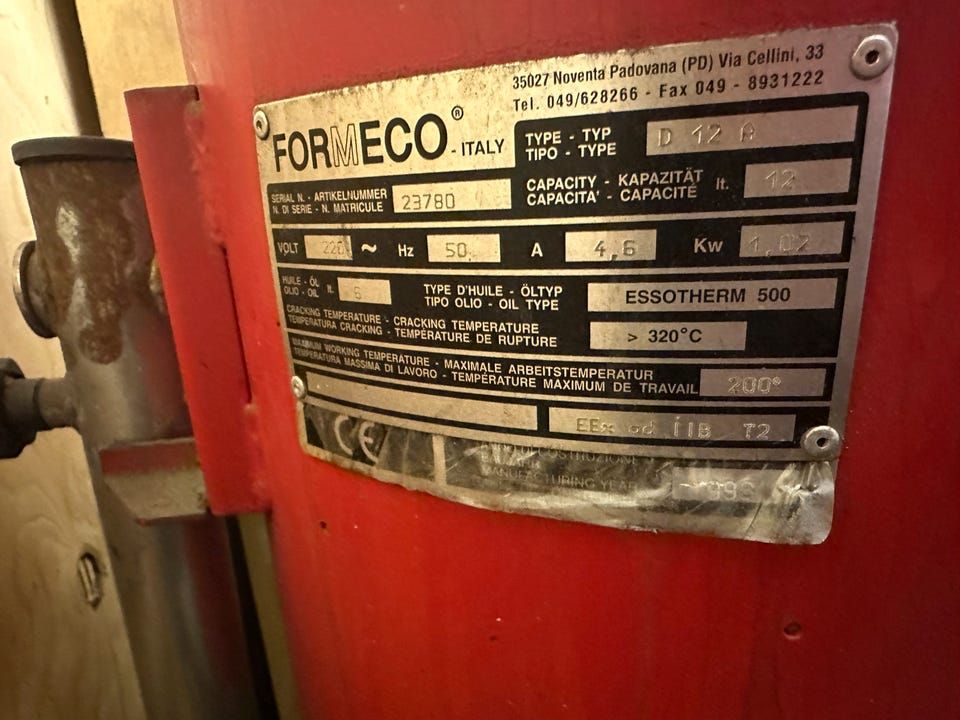 35027 Noventa Padovana (PD) Via Cellini, 33
Tel. 049/628266 - Fax 049 - 8931222
FORMECO® - ITALY
TYPE - TYP
TIPO - TYPE
D 12 A
SERIAL N. - ARTIKELNUMMER
N. DI SERIE - N. MATRICULE
23780
CAPACITY - KAPAZITÄT
CAPACITA' - CAPACITÉ
lt. 12
VOLT 220 ~ Hz 50 A 4,6 Kw 1,02
HUILE - ÖL
OLIO - OIL
lt. 6
TYPE D'HUILE - ÖLTYP
TIPO OLIO - OIL TYPE
ESSOTHERM 500
CRACKING TEMPERATURE - CRACKING TEMPERATURE
TEMPERATURA CRACKING - TEMPÉRATURE DE RUPTURE
> 320°C
MAXIMUM WORKING TEMPERATURE - MAXIMALE ARBEITSTEMPERATUR
TEMPERATURA MASSIMA DI LAVORO - TEMPÉRATURE MAXIMUM DE TRAVAIL
200°
EEx od IIB T2
CE
COSTRUZIONE
MANUFACTURING YEAR